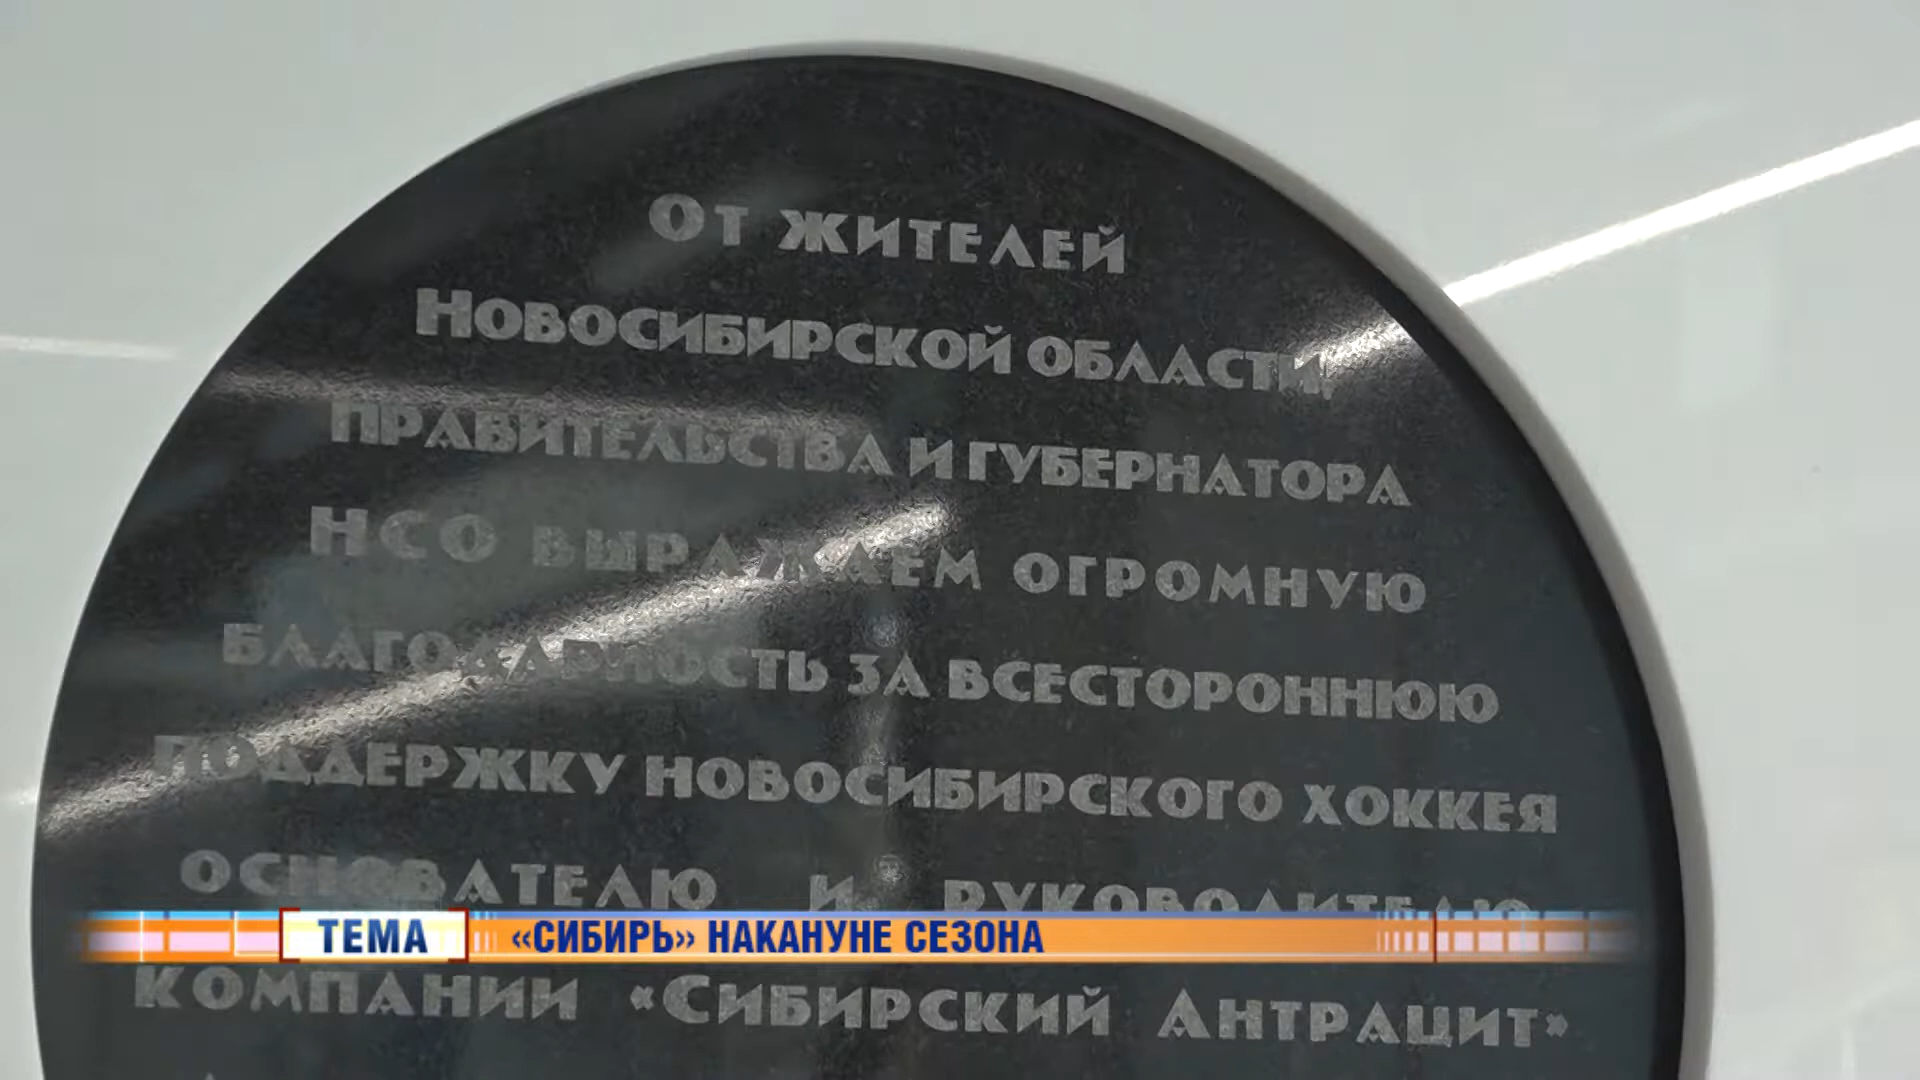 От жителей
Новосибирской области,
правительства и губернатора
НСО выражаем огромную
благодарность за всестороннюю
поддержку новосибирского хоккея
основателю и руководителю
ТЕМА «СИБИРЬ» НАКАНУНЕ СЕЗОНА
компании «Сибирский Антрацит»